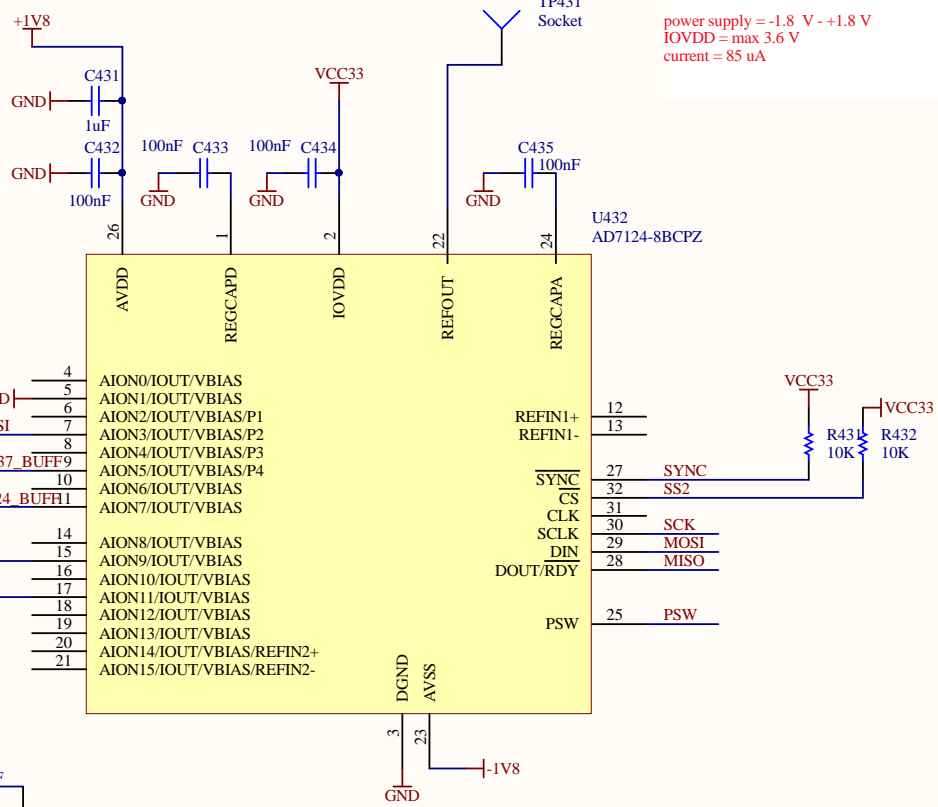 TP431
Socket
power supply = -1.8 V - +1.8 V
IOVDD = max 3.6 V
current = 85 uA
+1V8
C431
GND
1uF
C432
GND
100nF
100nF
C433
GND
VCC33
100nF
C434
GND
C435
100nF
GND
U432
AD7124-8BCPZ
26
1
2
22
24
AVDD
REGCAPD
IOVDD
REFOUT
REGCAPA
4
AION0/IOUT/VBIAS
D
5
AION1/IOUT/VBIAS
6
AION2/IOUT/VBIAS/P1
SI
7
AION3/IOUT/VBIAS/P2
8
AION4/IOUT/VBIAS/P3
37_BUFF
9
AION5/IOUT/VBIAS/P4
10
AION6/IOUT/VBIAS
24_BUFF
11
AION7/IOUT/VBIAS
14
AION8/IOUT/VBIAS
15
AION9/IOUT/VBIAS
16
AION10/IOUT/VBIAS
17
AION11/IOUT/VBIAS
18
AION12/IOUT/VBIAS
19
AION13/IOUT/VBIAS
20
AION14/IOUT/VBIAS/REFIN2+
21
AION15/IOUT/VBIAS/REFIN2-
REFIN1+
12
REFIN1-
13
SYNC
27
SYNC
CS
32
SS2
CLK
31
SCLK
30
SCK
DIN
29
MOSI
DOUT/RDY
28
MISO
PSW
25
PSW
VCC33
R431
10K
VCC33
R432
10K
DGND
AVSS
3
23
GND
-1V8
F